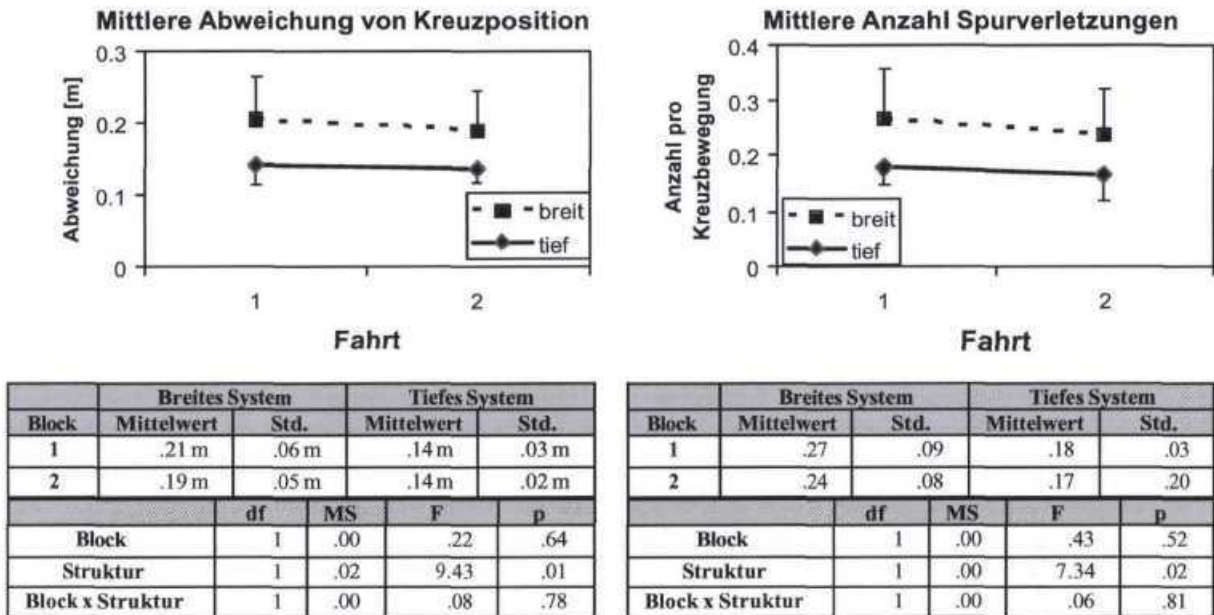 Mittlere Abweichung von Kreuzposition
0.3
0.2
0.1
0
Abweichung [m]
breit
tief
1 2
Fahrt
Mittlere Anzahl Spurverletzungen
0.4
0.3
0.2
0.1
0
Anzahl pro
Kreuzbewegung
breit
tief
1 2
Fahrt
Breites System Tiefes System
Block Mittelwert Std. Mittelwert Std.
1 .21 m .06 m .14 m .03 m
2 .19 m .05 m .14 m .02 m
df MS F p
Block 1 .00 .22 .64
Struktur 1 .02 9.43 .01
Block x Struktur 1 .00 .08 .78
Breites System Tiefes System
Block Mittelwert Std. Mittelwert Std.
1 .27 .09 .18 .03
2 .24 .08 .17 .20
df MS F p
Block 1 .00 .43 .52
Struktur 1 .00 7.34 .02
Block x Struktur 1 .00 .06 .81